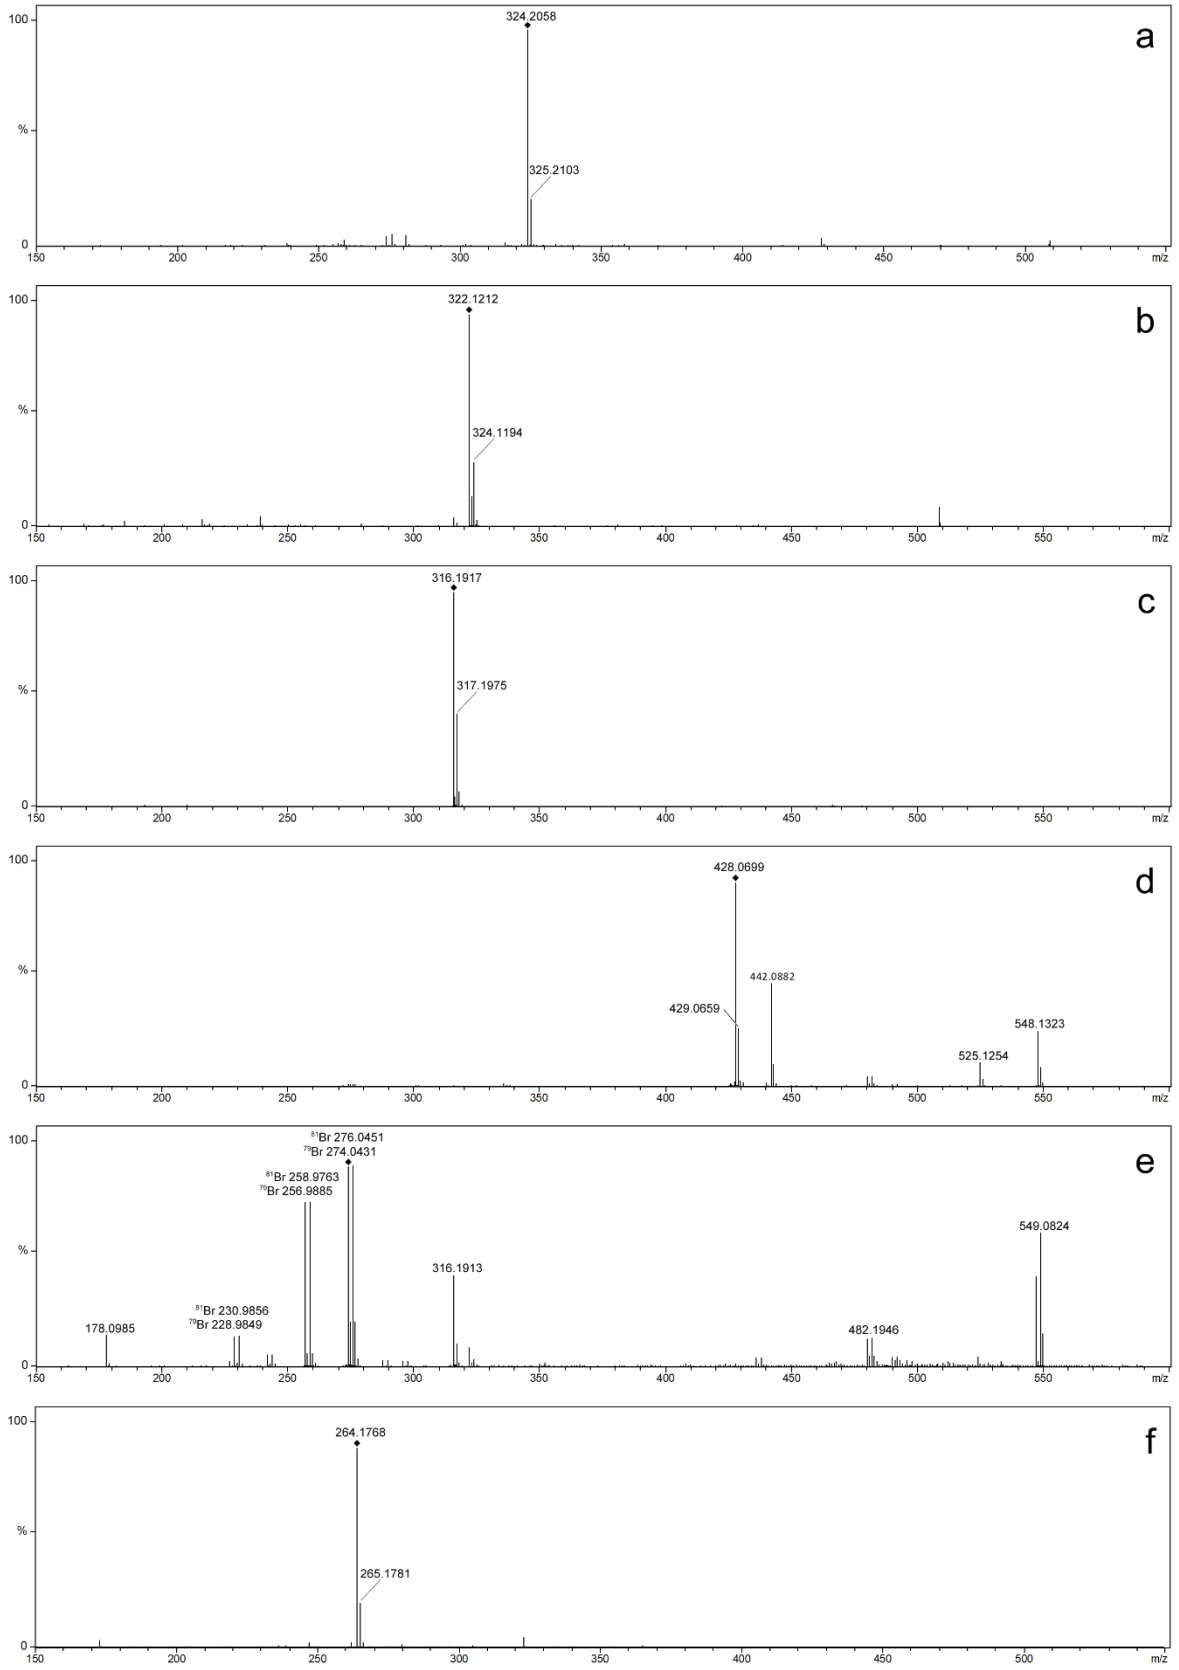 100
324.2058
a
%
325.2103
0
150 200 250 300 350 400 450 500 m/z
100
322.1212
b
%
324.1194
0
150 200 250 300 350 400 450 500 550 m/z
100
316.1917
c
%
317.1975
0
150 200 250 300 350 400 450 500 550 m/z
100
428.0699
d
%
442.0882
429.0659
548.1323
525.1254
0
150 200 250 300 350 400 450 500 550 m/z
100
⁸¹Br 276.0451
⁷⁹Br 274.0431
e
⁸¹Br 258.9763
⁷⁹Br 256.9885
%
549.0824
316.1913
⁸¹Br 230.9856
⁷⁹Br 228.9849
178.0985
482.1946
0
150 200 250 300 350 400 450 500 550 m/z
100
264.1768
f
%
265.1781
0
150 200 250 300 350 400 450 500 m/z